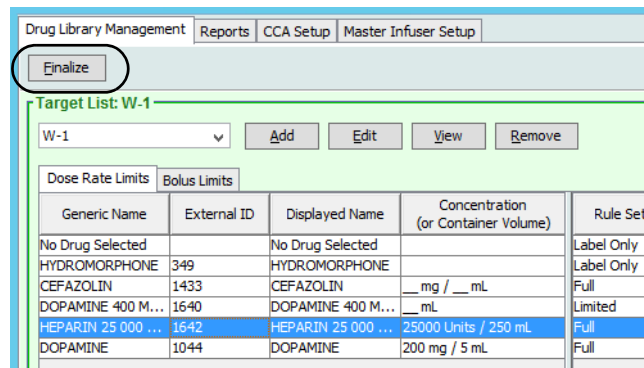 Drug Library Management Reports CCA Setup Master Infuser Setup
Finalize
Target List: W-1
W-1 Add Edit View Remove
Dose Rate Limits Bolus Limits
Generic Name External ID Displayed Name Concentration (or Container Volume) Rule Set
No Drug Selected No Drug Selected Label Only
HYDROMORPHONE 349 HYDROMORPHONE Label Only
CEFAZOLIN 1433 CEFAZOLIN __ mg / __ mL Full
DOPAMINE 400 M... 1640 DOPAMINE 400 M... __ mL Limited
HEPARIN 25 000 ... 1642 HEPARIN 25 000 ... 25000 Units / 250 mL Full
DOPAMINE 1044 DOPAMINE 200 mg / 5 mL Full